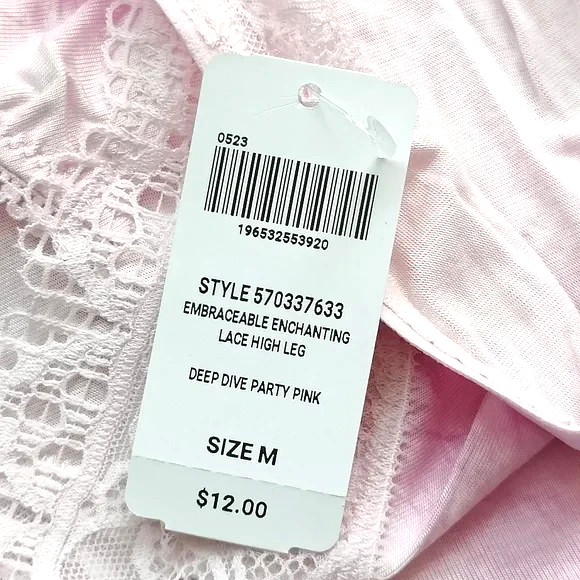 0523
196532553920
STYLE 570337633
EMBRACEABLE ENCHANTING
LACE HIGH LEG
DEEP DIVE PARTY PINK
SIZE M
$12.00